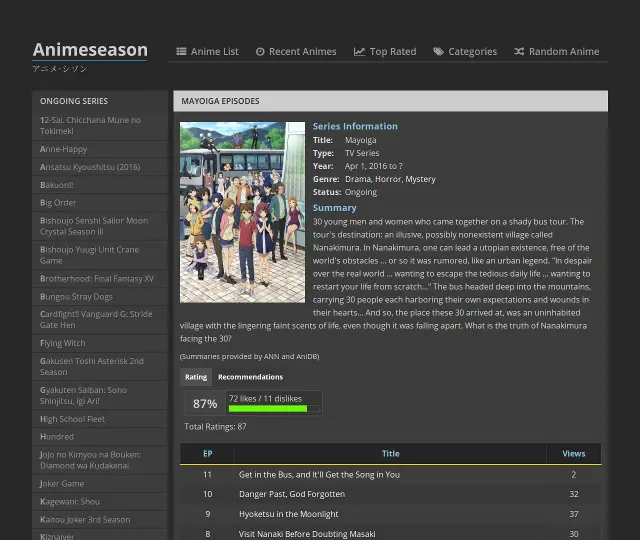 Animeseason
アニメ·シゾン
Anime List
Recent Animes
Top Rated
Categories
Random Anime
ONGOING SERIES
12-Sai. Chicchana Mune no
Tokimeki
Anne-Happy
Ansatsu Kyoushitsu (2016)
Bakuon!!
Big Order
Bishoujo Senshi Sailor Moon
Crystal Season III
Bishoujo Yuugi Unit Crane
Game
Brotherhood: Final Fantasy XV
Bungou Stray Dogs
Cardfight!! Vanguard G: Stride
Gate Hen
Flying Witch
Gakusen Toshi Asterisk 2nd
Season
Gyakuten Saiban: Sono
Shinjitsu, Igi Ari!
High School Fleet
Hundred
JoJo no Kimyou na Bouken:
Diamond wa Kudakenai
Joker Game
Kagewani: Shou
Kaitou Joker 3rd Season
Kiznaiver
MAYOIGA EPISODES
Series Information
Title: Mayoiga
Type: TV Series
Year: Apr 1, 2016 to ?
Genre: Drama, Horror, Mystery
Status: Ongoing
Summary
30 young men and women who came together on a shady bus tour. The
tour's destination: an illusive, possibly nonexistent village called
Nanakimura. In Nanakimura, one can lead a utopian existence, free of the
world's obstacles ... or so it was rumored, like an urban legend. "In despair
over the real world ... wanting to escape the tedious daily life ... wanting to
restart your life from scratch..." The bus headed deep into the mountains,
carrying 30 people each harboring their own expectations and wounds in
their hearts... And so, the place these 30 arrived at, was an uninhabited
village with the lingering faint scents of life, even though it was falling apart. What is the truth of Nanakimura
facing the 30?
(Summaries provided by ANN and AniDB)
Rating Recommendations
87% 72 likes / 11 dislikes
Total Ratings: 87
EP Title Views
11 Get in the Bus, and It'll Get the Song in You 2
10 Danger Past, God Forgotten 32
9 Hyoketsu in the Moonlight 37
8 Visit Nanaki Before Doubting Masaki 30